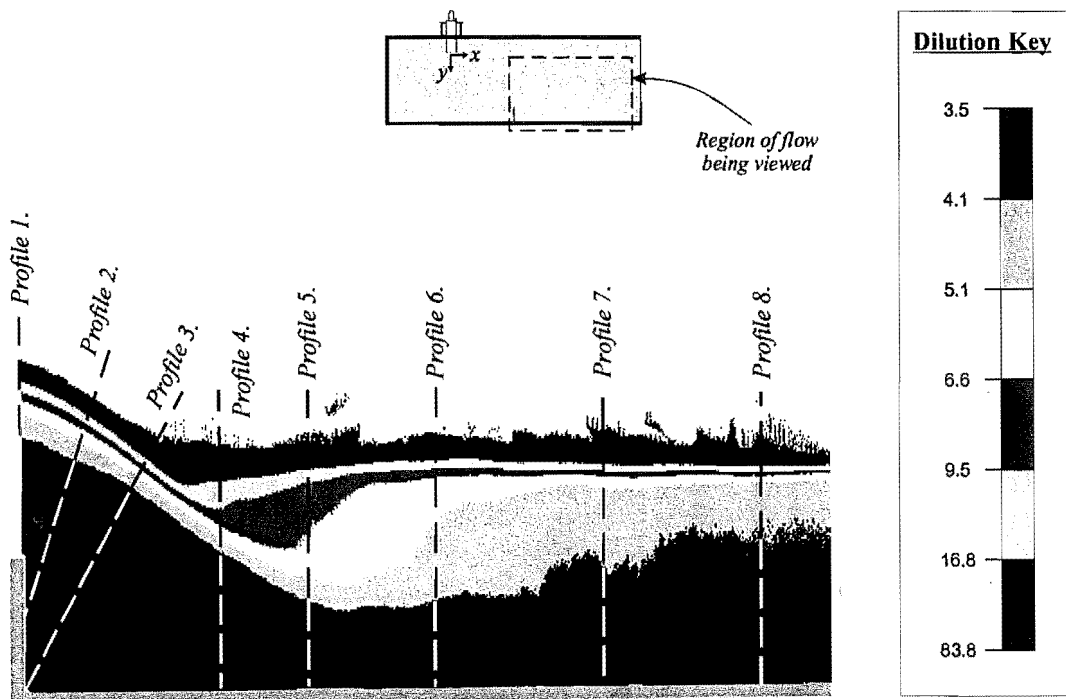 Dilution Key
x
y
Region of flow
being viewed
3.5
4.1
5.1
6.6
9.5
16.8
83.8
Profile 1.
Profile 2.
Profile 3.
Profile 4.
Profile 5.
Profile 6.
Profile 7.
Profile 8.